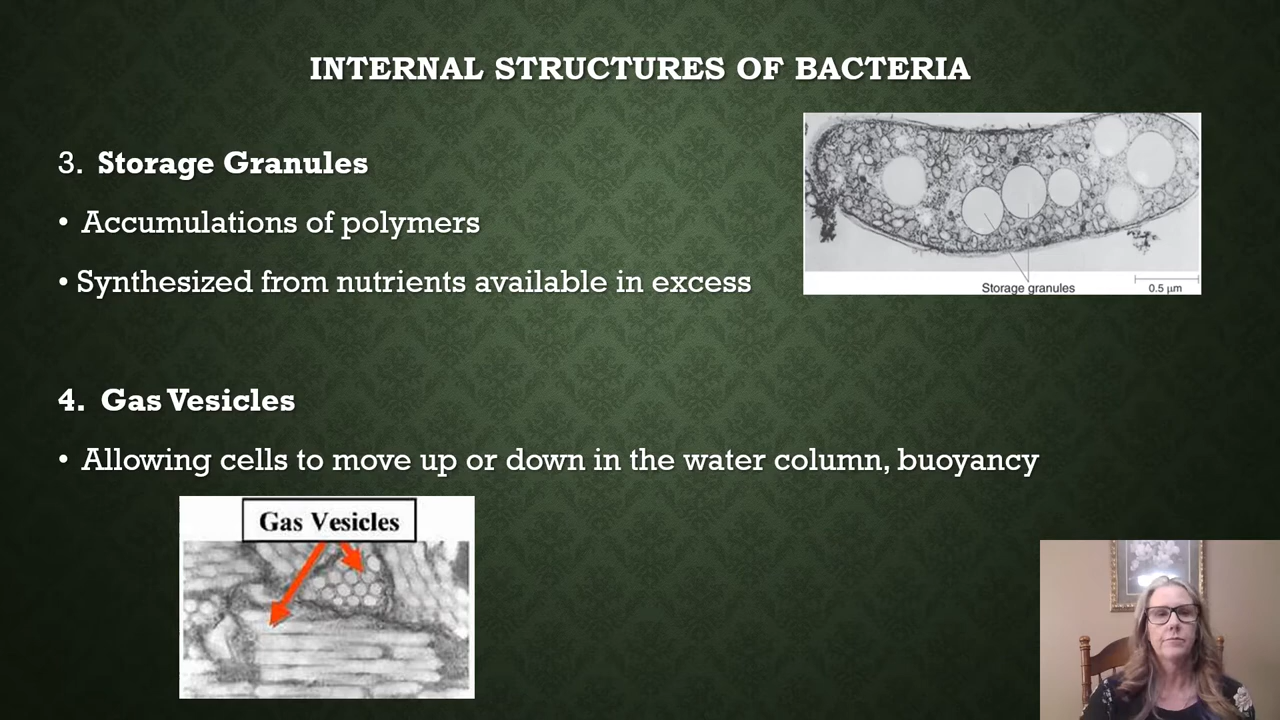 INTERNAL STRUCTURES OF BACTERIA
3. Storage Granules
• Accumulations of polymers
• Synthesized from nutrients available in excess
Storage granules
0.5 µm
4. Gas Vesicles
• Allowing cells to move up or down in the water column, buoyancy
Gas Vesicles